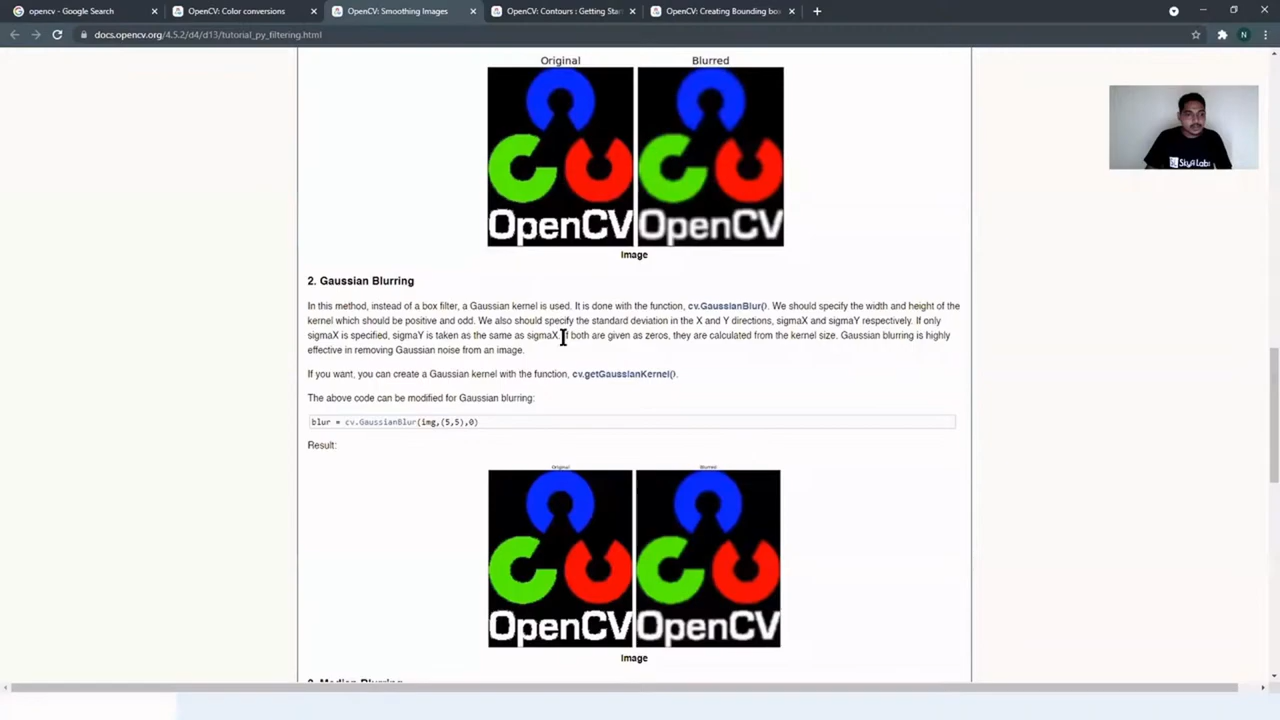 opencv - Google Search
OpenCV: Color conversions
OpenCV: Smoothing Images
OpenCV: Contours : Getting Star
OpenCV: Creating Bounding box
docs.opencv.org/4.5.2/d4/d13/tutorial_py_filtering.html
N
Original
Blurred
OpenCV
OpenCV
Image
Skyy Labs
2. Gaussian Blurring
In this method, instead of a box filter, a Gaussian kernel is used. It is done with the function, cv.GaussianBlur(). We should specify the width and height of the
kernel which should be positive and odd. We also should specify the standard deviation in the X and Y directions, sigmaX and sigmaY respectively. If only
sigmaX is specified, sigmaY is taken as the same as sigmaX. If both are given as zeros, they are calculated from the kernel size. Gaussian blurring is highly
effective in removing Gaussian noise from an image.
If you want, you can create a Gaussian kernel with the function, cv.getGaussianKernel().
The above code can be modified for Gaussian blurring:
blur = cv.GaussianBlur(img,(5,5),0)
Result:
Original
Blurred
OpenCV
OpenCV
Image